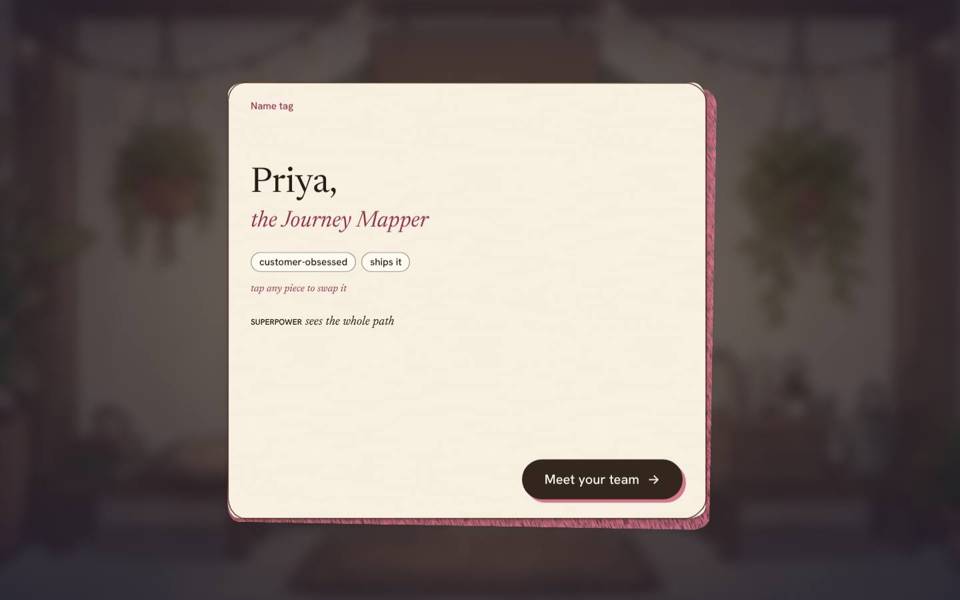 Name tag
Priya,
the Journey Mapper
customer-obsessed ships it
tap any piece to swap it
SUPERPOWER sees the whole path
Meet your team →